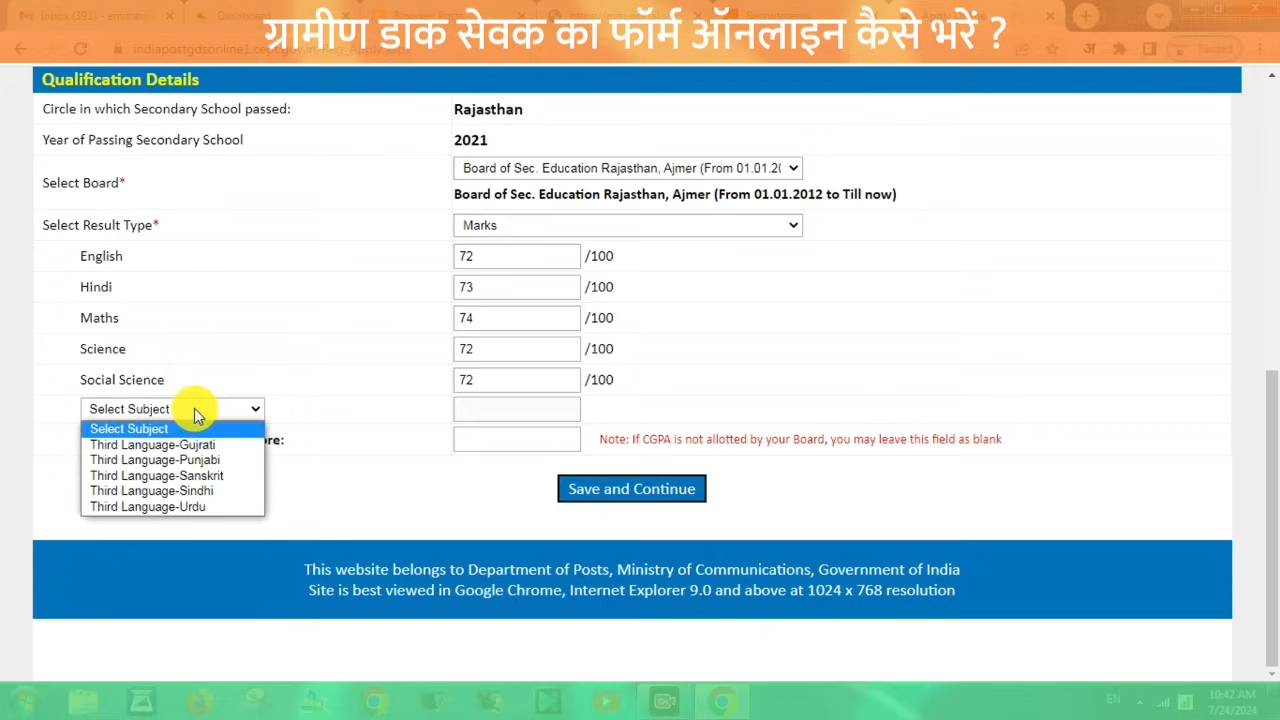 ग्रामीण डाक सेवक का फॉर्म ऑनलाइन कैसे भरें ?
Qualification Details
Circle in which Secondary School passed: Rajasthan
Year of Passing Secondary School 2021
Board of Sec. Education Rajasthan, Ajmer (From 01.01.20
Select Board*
Board of Sec. Education Rajasthan, Ajmer (From 01.01.2012 to Till now)
Select Result Type* Marks
English 72 /100
Hindi 73 /100
Maths 74 /100
Science 72 /100
Social Science 72 /100
Select Subject
Select Subject
Note: If CGPA is not allotted by your Board, you may leave this field as blank
Third Language-Gujrati
Third Language-Punjabi
Third Language-Sanskrit
Third Language-Sindhi
Third Language-Urdu
Save and Continue
This website belongs to Department of Posts, Ministry of Communications, Government of India
Site is best viewed in Google Chrome, Internet Explorer 9.0 and above at 1024 x 768 resolution
EN
10:42 AM
7/24/2024